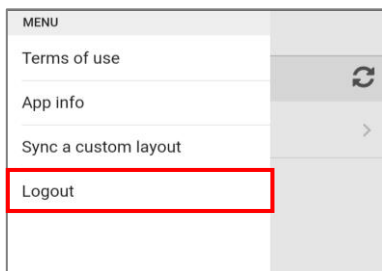 MENU
Terms of use
App info
Sync a custom layout
Logout